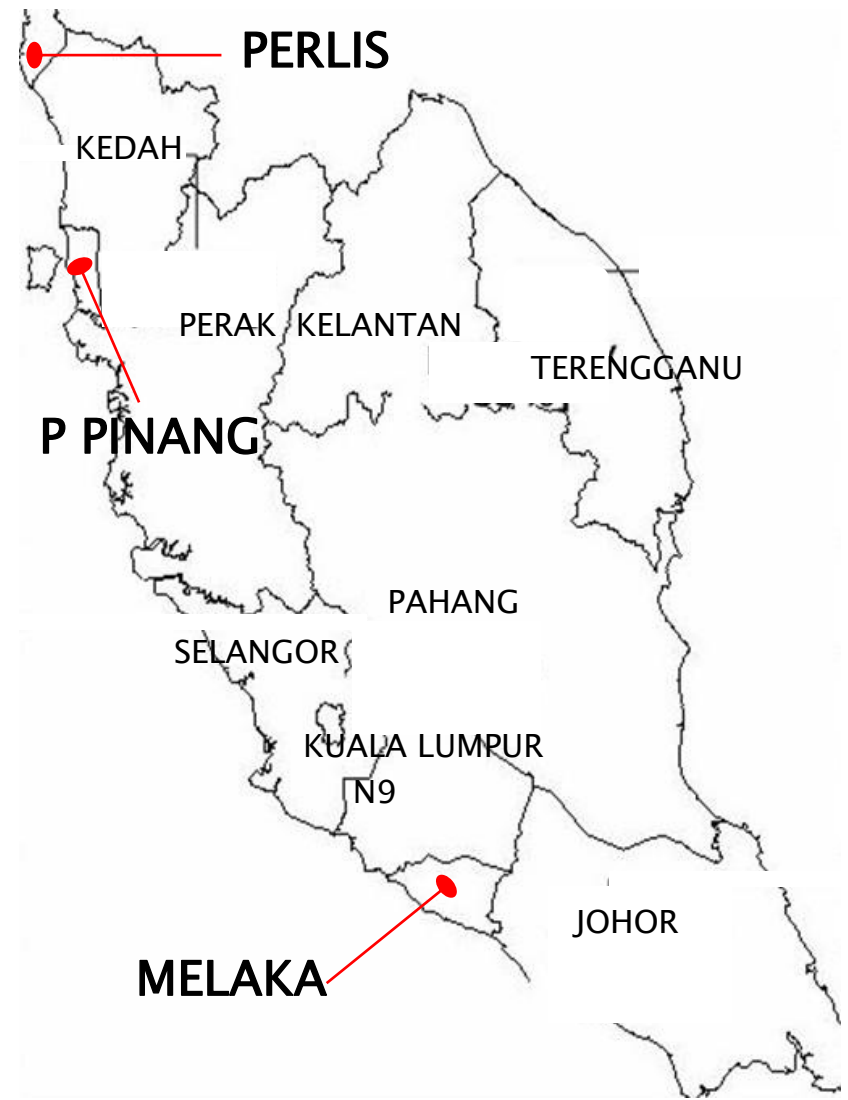 PERLIS
KEDAH
PERAK KELANTAN
TERENGGANU
P PINANG
PAHANG
SELANGOR
KUALA LUMPUR
N9
JOHOR
MELAKA